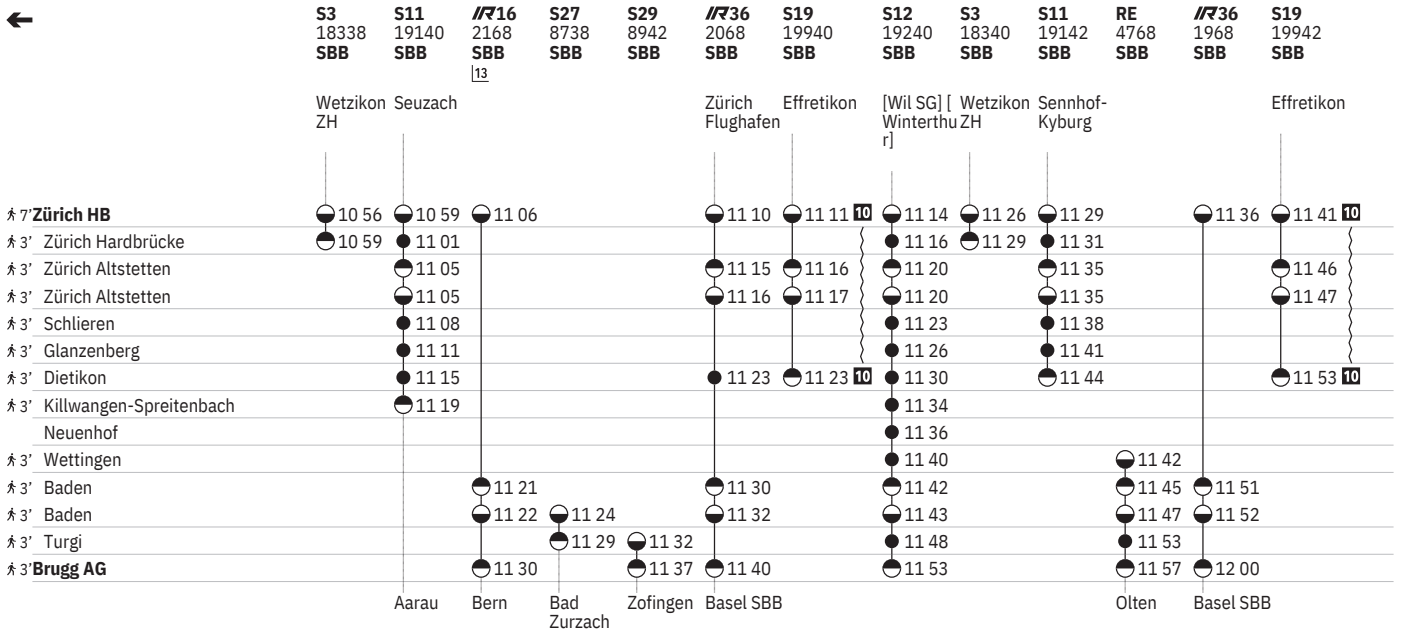 S3 S11 IR16 S27 S29 IR36 S19 S12 S3 S11 RE IR36 S19
18338 19140 2168 8738 8942 2068 19940 19240 18340 19142 4768 1968 19942
SBB SBB SBB SBB SBB SBB SBB SBB SBB SBB SBB SBB SBB
13
Wetzikon Seuzach Zürich Effretikon [Wil SG] [ Wetzikon Sennhof- Effretikon
ZH Flughafen Winterthu ZH Kyburg
r]
7' Zürich HB 10 56 10 59 11 06 11 10 11 11 10 11 14 11 26 11 29 11 36 11 41 10
3' Zürich Hardbrücke 10 59 11 01 11 16 11 29 11 31
3' Zürich Altstetten 11 05 11 15 11 16 11 20 11 35 11 46
3' Zürich Altstetten 11 05 11 16 11 17 11 20 11 35 11 47
3' Schlieren 11 08 11 23 11 38
3' Glanzenberg 11 11 11 26 11 41
3' Dietikon 11 15 11 23 11 23 10 11 30 11 44 11 53 10
3' Killwangen-Spreitenbach 11 19 11 34
Neuenhof 11 36
3' Wettingen 11 40 11 42
3' Baden 11 21 11 30 11 42 11 45 11 51
3' Baden 11 22 11 24 11 32 11 43 11 47 11 52
3' Turgi 11 29 11 32 11 48 11 53
3' Brugg AG 11 30 11 37 11 40 11 53 11 57 12 00
Aarau Bern Bad Zofingen Basel SBB Olten Basel SBB
Zurzach